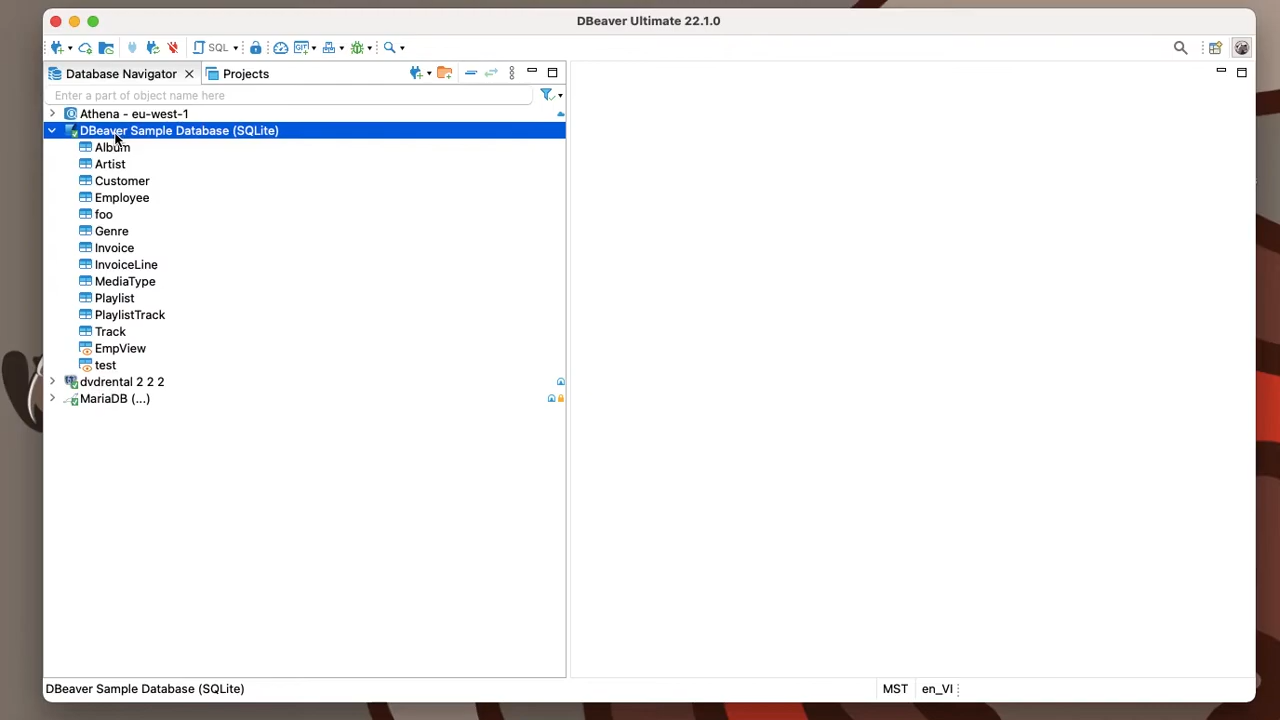 DBeaver Ultimate 22.1.0
SQL
GIT
Database Navigator
Projects
Enter a part of object name here
Athena - eu-west-1
DBeaver Sample Database (SQLite)
Album
Artist
Customer
Employee
foo
Genre
Invoice
InvoiceLine
MediaType
Playlist
PlaylistTrack
Track
EmpView
test
dvdrental 2 2 2
MariaDB (...)
DBeaver Sample Database (SQLite)
MST
en_VI